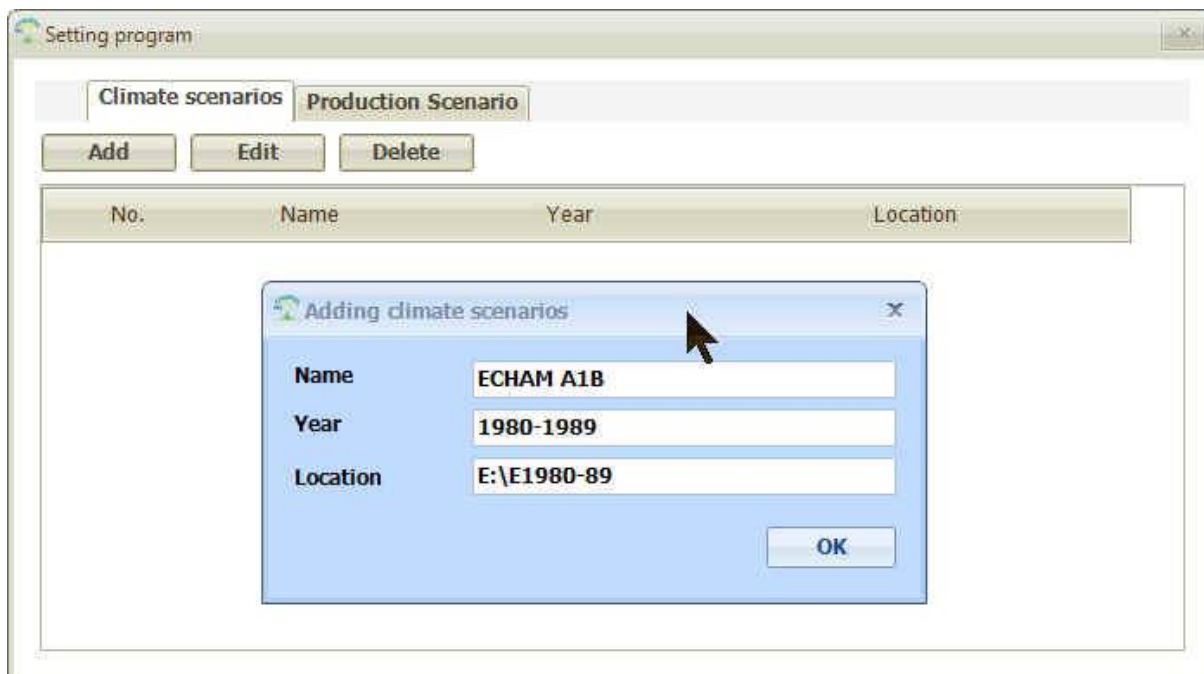 Setting program
Climate scenarios Production Scenario
Add Edit Delete
No. Name Year Location
Adding climate scenarios
Name ECHAM A1B
Year 1980-1989
Location E:\E1980-89
OK